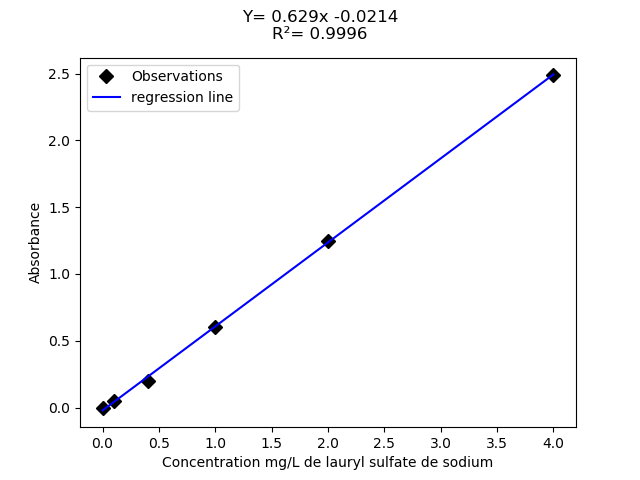 Y= 0.629x -0.0214
R²= 0.9996
Observations
regression line
2.5
2.0
1.5
1.0
0.5
0.0
Absorbance
0.0 0.5 1.0 1.5 2.0 2.5 3.0 3.5 4.0
Concentration mg/L de lauryl sulfate de sodium